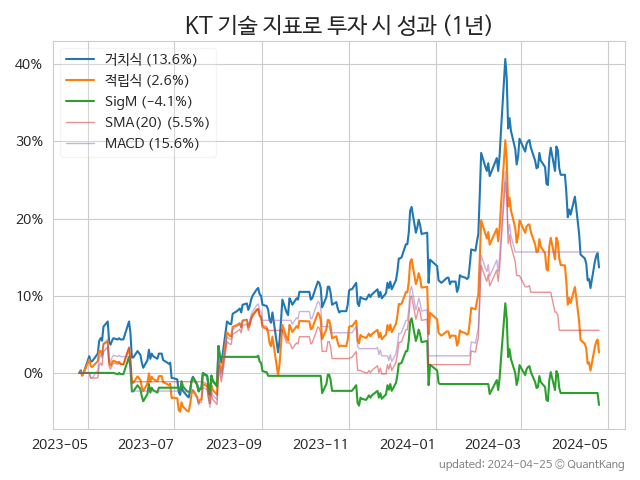 KT 기술 지표로 투자 시 성과 (1년)
거치식 (13.6%)
적립식 (2.6%)
SigM (-4.1%)
SMA(20) (5.5%)
MACD (15.6%)
40%
30%
20%
10%
0%
2023-05 2023-07 2023-09 2023-11 2024-01 2024-03 2024-05
updated: 2024-04-25 © QuantKang